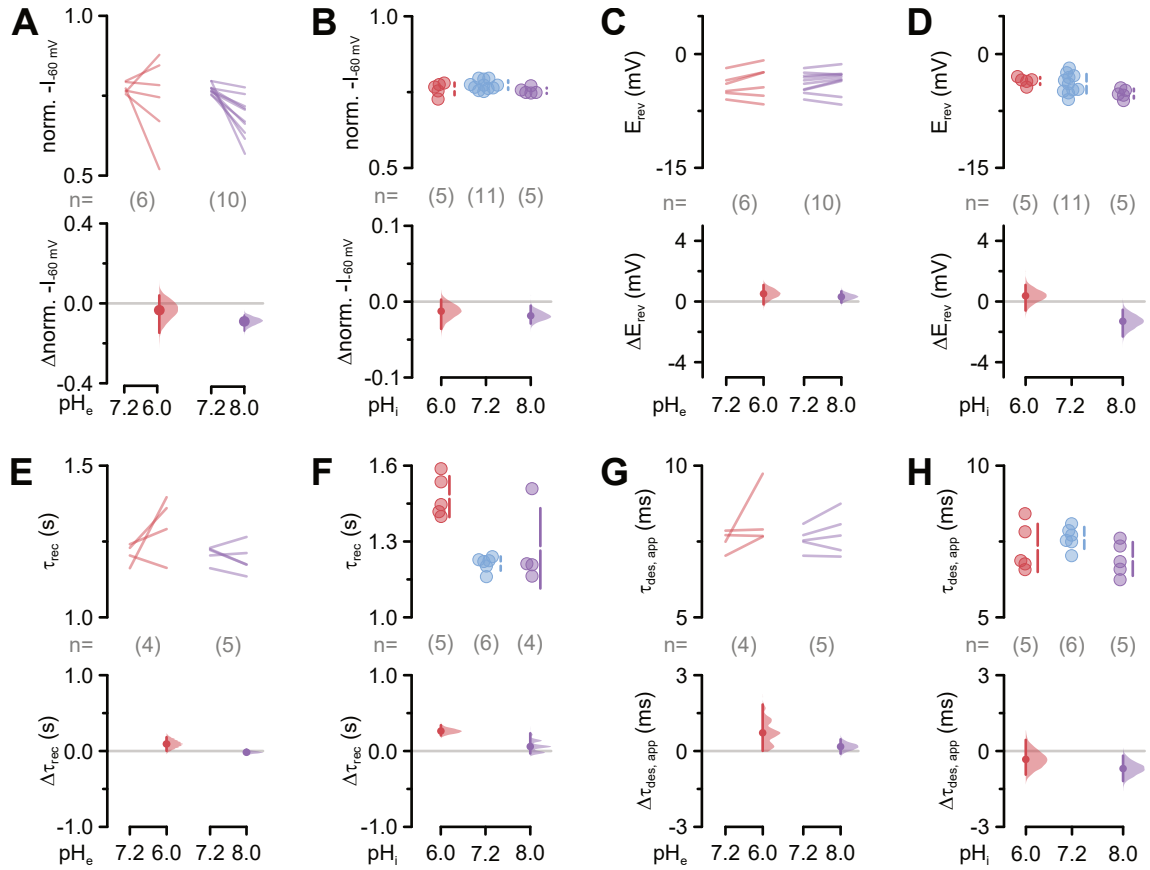 A
norm. -I-60 mV
1.0
0.5
n= (6) (10)
Δnorm. -I-60 mV
0.4
0.0
-0.4
pHe 7.2 6.0 7.2 8.0
B
norm. -I-60 mV
1.0
0.5
n= (5) (11) (5)
Δnorm. -I-60 mV
0.1
0.0
-0.1
pHi 6.0 7.2 8.0
C
Erev (mV)
0
-15
n= (6) (10)
ΔErev (mV)
4
0
-4
pHe 7.2 6.0 7.2 8.0
D
Erev (mV)
0
-15
n= (5) (11) (5)
ΔErev (mV)
4
0
-4
pHi 6.0 7.2 8.0
E
τrec (s)
1.5
1.0
n= (4) (5)
Δτrec (s)
1.0
0.0
-1.0
pHe 7.2 6.0 7.2 8.0
F
τrec (s)
1.6
1.3
1.0
n= (5) (6) (4)
Δτrec (s)
1.0
0.0
-1.0
pHi 6.0 7.2 8.0
G
τdes, app (ms)
10
5
n= (4) (5)
Δτdes, app (ms)
3
0
-3
pHe 7.2 6.0 7.2 8.0
H
τdes, app (ms)
10
5
n= (5) (6) (5)
Δτdes, app (ms)
3
0
-3
pHi 6.0 7.2 8.0